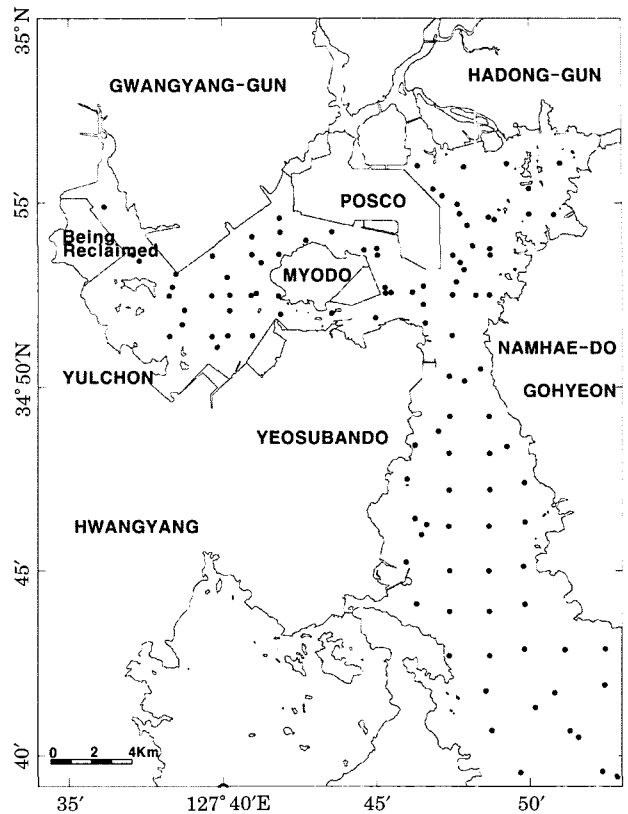 35° N
HADONG-GUN
GWANGYANG-GUN
55′
POSCO
Being
Reclaimed
MYODO
NAMHAE-DO
34° 50′N
YULCHON
GOHYEON
YEOSUBANDO
HWANGYANG
45′
40′
0 2 4Km
35′ 127° 40′E 45′ 50′